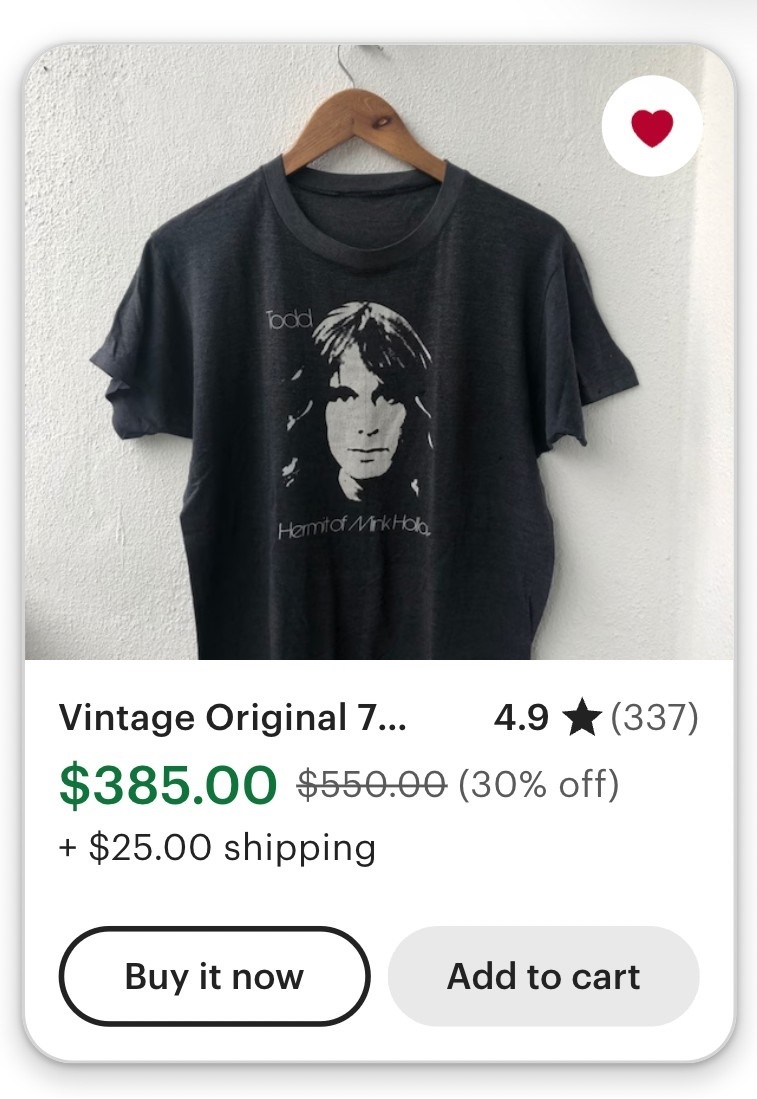 Todd
Hermit of Mink Hollow
Vintage Original 7... 4.9 ★ (337)
$385.00 $550.00 (30% off)
+ $25.00 shipping
Buy it now Add to cart